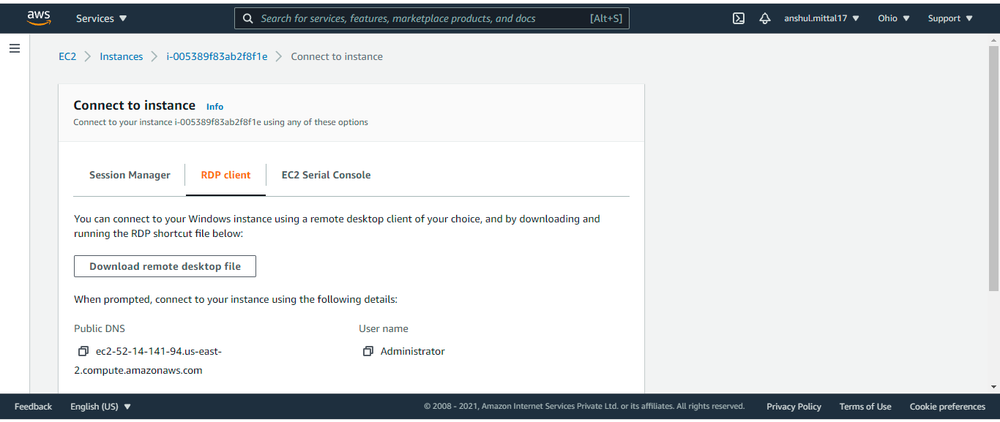 aws Services Search for services, features, marketplace products, and docs [Alt+S] anshul.mittal17 Ohio Support
EC2 Instances i-005389f83ab2f8f1e Connect to instance
Connect to instance Info
Connect to your instance i-005389f83ab2f8f1e using any of these options
Session Manager RDP client EC2 Serial Console
You can connect to your Windows instance using a remote desktop client of your choice, and by downloading and
running the RDP shortcut file below:
Download remote desktop file
When prompted, connect to your instance using the following details:
Public DNS User name
ec2-52-14-141-94.us-east- Administrator
2.compute.amazonaws.com
Feedback English (US) © 2008 - 2021, Amazon Internet Services Private Ltd. or its affiliates. All rights reserved. Privacy Policy Terms of Use Cookie preferences